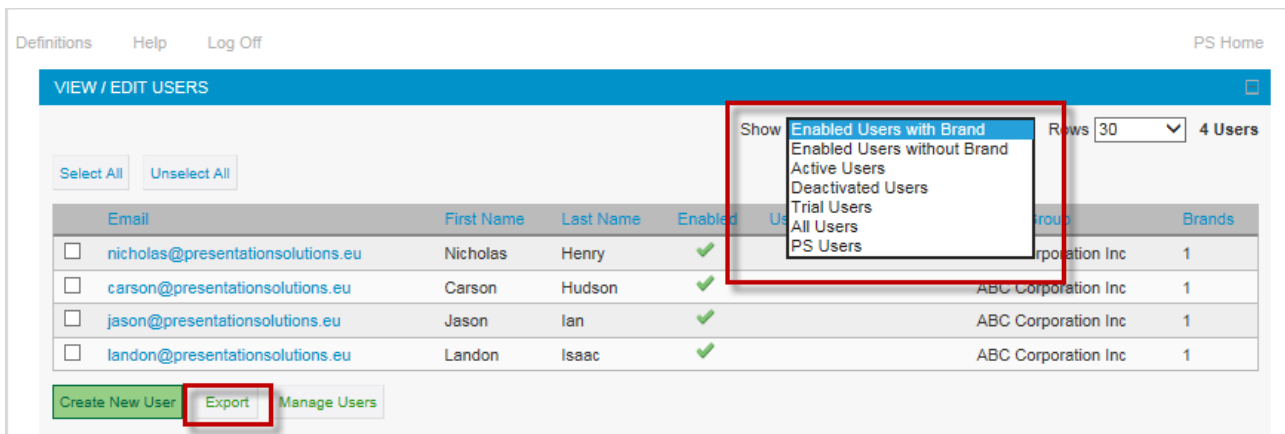 Definitions Help Log Off PS Home
VIEW / EDIT USERS
Show Enabled Users with Brand Rows 30 4 Users
Enabled Users without Brand
Active Users
Deactivated Users
Trial Users
All Users
PS Users
Select All Unselect All
Email First Name Last Name Enabled Brands
nicholas@presentationsolutions.eu Nicholas Henry 1
carson@presentationsolutions.eu Carson Hudson ABC Corporation Inc 1
jason@presentationsolutions.eu Jason Ian ABC Corporation Inc 1
landon@presentationsolutions.eu Landon Isaac ABC Corporation Inc 1
Create New User Export Manage Users